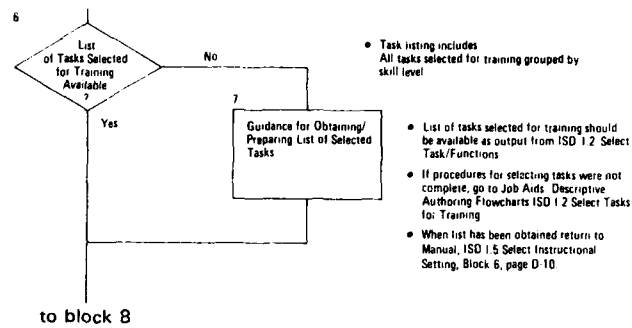 6
List
of Tasks Selected
for Training
Available
?
No
Yes
• Task listing includes
All tasks selected for training grouped by
skill level
7
Guidance for Obtaining/
Preparing List of Selected
Tasks
• List of tasks selected for training should
be available as output from ISD I.2 Select
Task/Functions
• If procedures for selecting tasks were not
complete, go to Job Aids Descriptive
Authoring Flowcharts ISD I.2 Select Tasks
for Training
• When list has been obtained return to
Manual, ISD I.5 Select Instructional
Setting, Block 6, page D-10.
to block 8